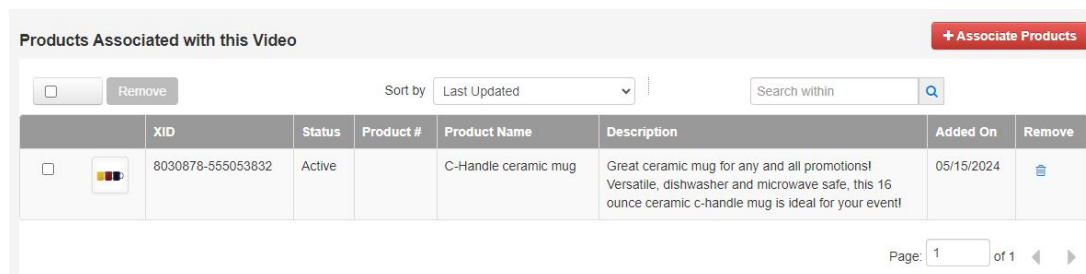 Products Associated with this Video
+ Associate Products
Remove
Sort by
Last Updated
Search within
XID
Status
Product #
Product Name
Description
Added On
Remove
8030878-555053832
Active
C-Handle ceramic mug
Great ceramic mug for any and all promotions!
Versatile, dishwasher and microwave safe, this 16
ounce ceramic c-handle mug is ideal for your event!
05/15/2024
Page: 1 of 1